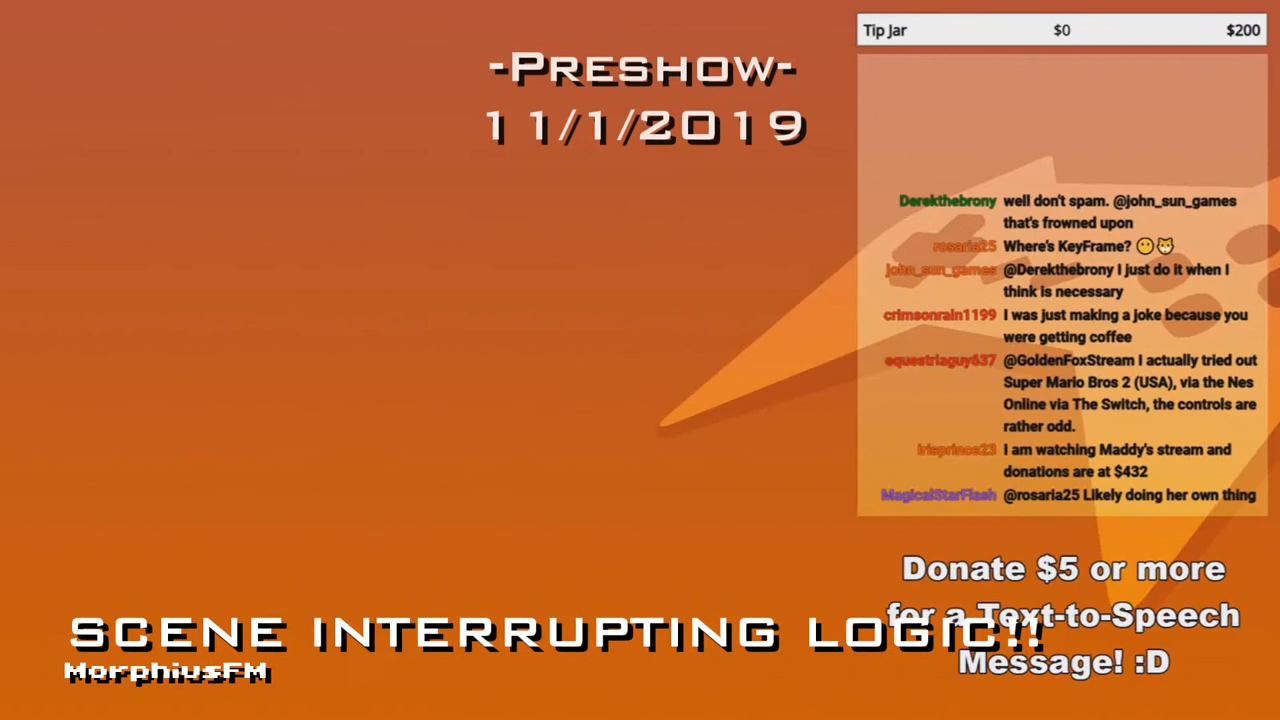 -Preshow-
11/1/2019
Tip Jar $0 $200
Derekthebrony well don't spam. @john_sun_games
that's frowned upon
rosaria25 Where's KeyFrame? 😶🐱
john_sun_games @Derekthebrony I just do it when I
think is necessary
crimsonrain1199 I was just making a joke because you
were getting coffee
equestriaguy637 @GoldenFoxStream I actually tried out
Super Mario Bros 2 (USA), via the Nes
Online via The Switch, the controls are
rather odd.
irisprince23 I am watching Maddy's stream and
donations are at $432
MagicalStarFlash @rosaria25 Likely doing her own thing
Donate $5 or more
for a Text-to-Speech
Message! :D
SCENE INTERRUPTING LOGIC!!
MorphiusFM